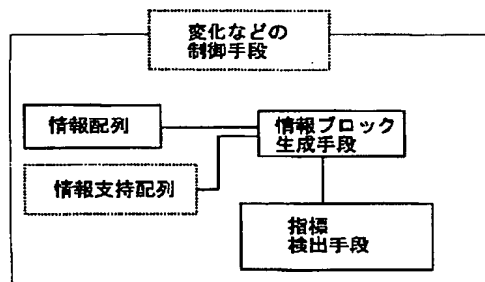 変化などの
制御手段
情報配列
情報ブロック
生成手段
情報支持配列
指標
検出手段